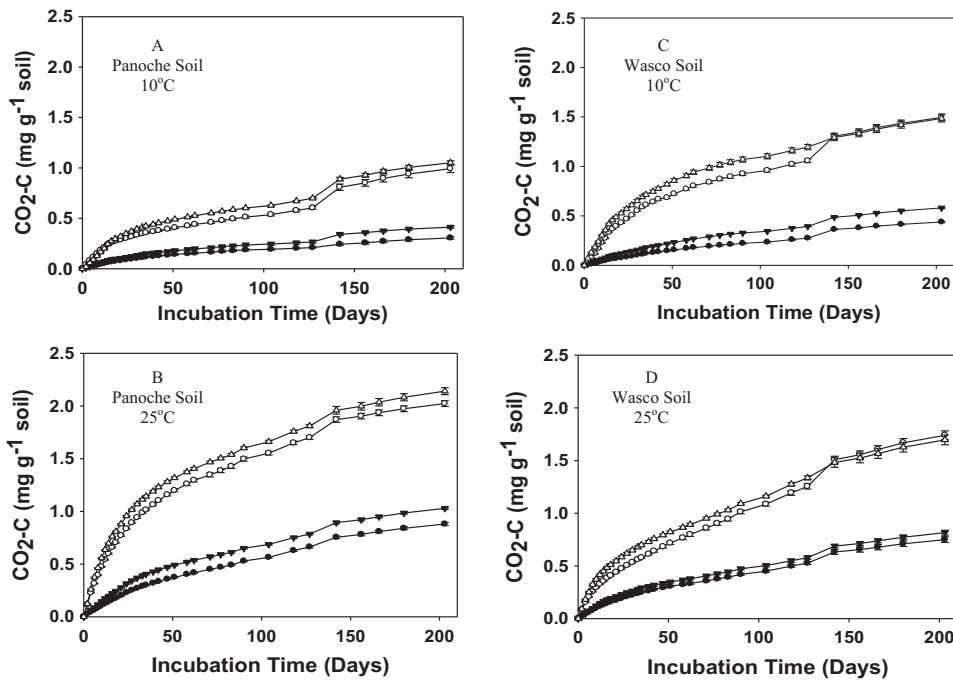 A
Panoche Soil
10°C
CO2-C (mg g-1 soil)
2.5
2.0
1.5
1.0
0.5
0.0
0 50 100 150 200
Incubation Time (Days)
C
Wasco Soil
10°C
CO2-C (mg g-1 soil)
2.5
2.0
1.5
1.0
0.5
0.0
0 50 100 150 200
Incubation Time (Days)
B
Panoche Soil
25°C
CO2-C (mg g-1 soil)
2.5
2.0
1.5
1.0
0.5
0.0
0 50 100 150 200
Incubation Time (Days)
D
Wasco Soil
25°C
CO2-C (mg g-1 soil)
2.5
2.0
1.5
1.0
0.5
0.0
0 50 100 150 200
Incubation Time (Days)